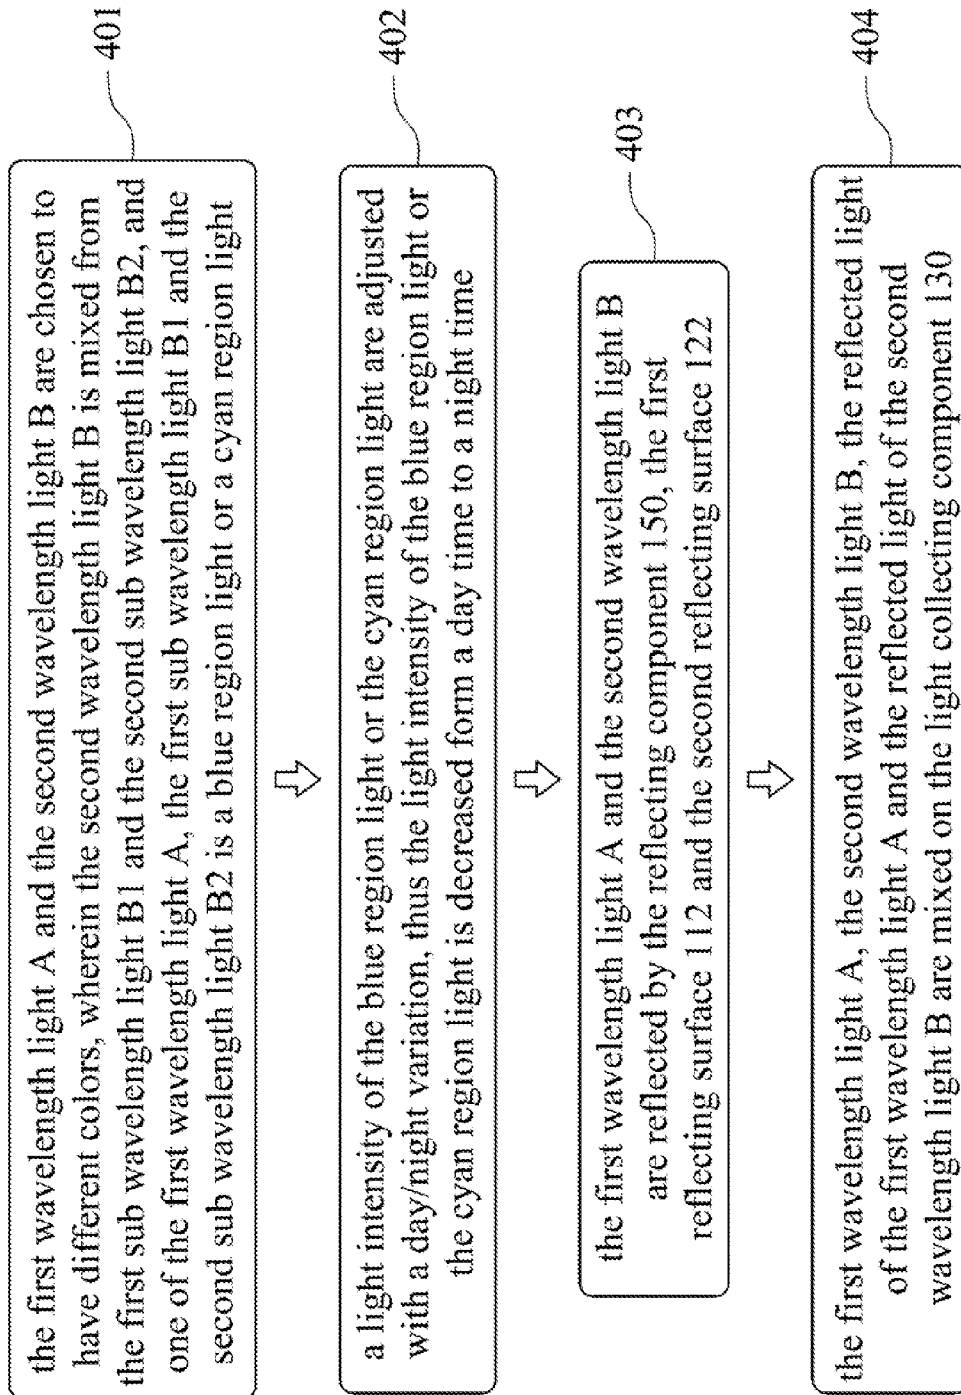 401
the first wavelength light A and the second wavelength light B are chosen to
have different colors, wherein the second wavelength light B is mixed from
the first sub wavelength light B1 and the second sub wavelength light B2, and
one of the first wavelength light A, the first sub wavelength light B1 and the
second sub wavelength light B2 is a blue region light or a cyan region light
402
a light intensity of the blue region light or the cyan region light are adjusted
with a day/night variation, thus the light intensity of the blue region light or
the cyan region light is decreased form a day time to a night time
403
the first wavelength light A and the second wavelength light B
are reflected by the reflecting component 150, the first
reflecting surface 112 and the second reflecting surface 122
404
the first wavelength light A, the second wavelength light B, the reflected light
of the first wavelength light A and the reflected light of the second
wavelength light B are mixed on the light collecting component 130